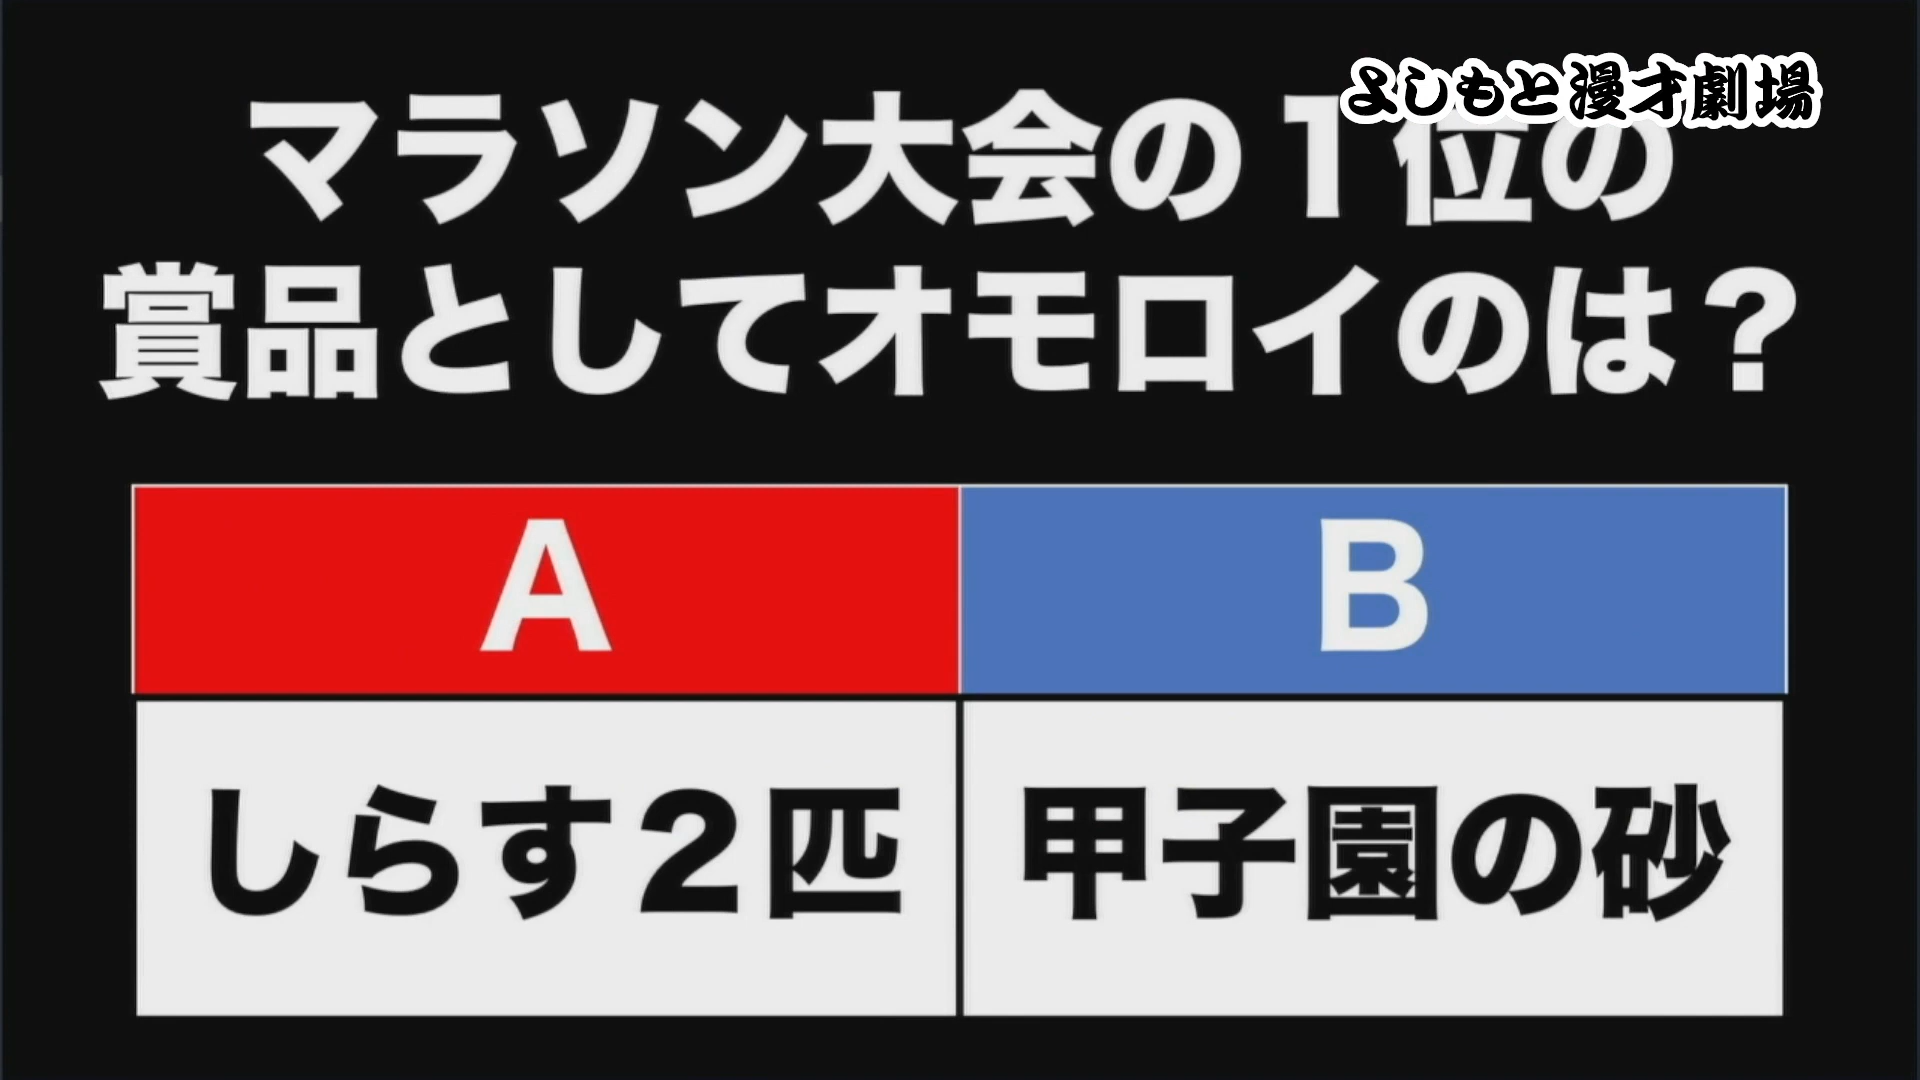 よしもと漫才劇場
マラソン大会の１位の
賞品としてオモロイのは？
A
B
しらす２匹
甲子園の砂